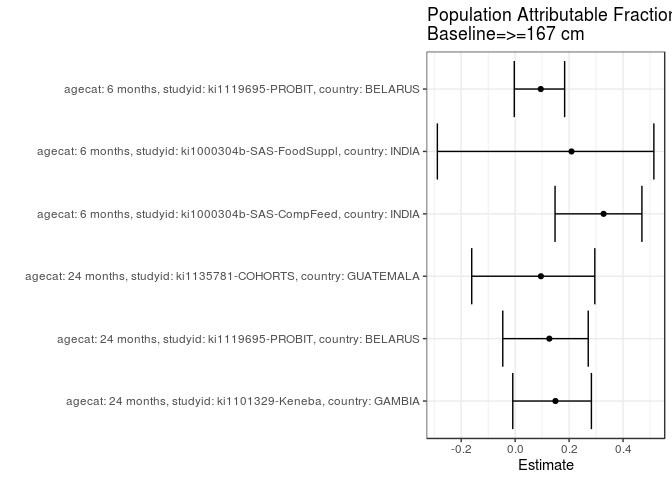 Population Attributable Fraction
Baseline=>=167 cm
agecat: 6 months, studyid: ki1119695-PROBIT, country: BELARUS
agecat: 6 months, studyid: ki1000304b-SAS-FoodSuppl, country: INDIA
agecat: 6 months, studyid: ki1000304b-SAS-CompFeed, country: INDIA
agecat: 24 months, studyid: ki1135781-COHORTS, country: GUATEMALA
agecat: 24 months, studyid: ki1119695-PROBIT, country: BELARUS
agecat: 24 months, studyid: ki1101329-Keneba, country: GAMBIA
-0.2 0.0 0.2 0.4
Estimate